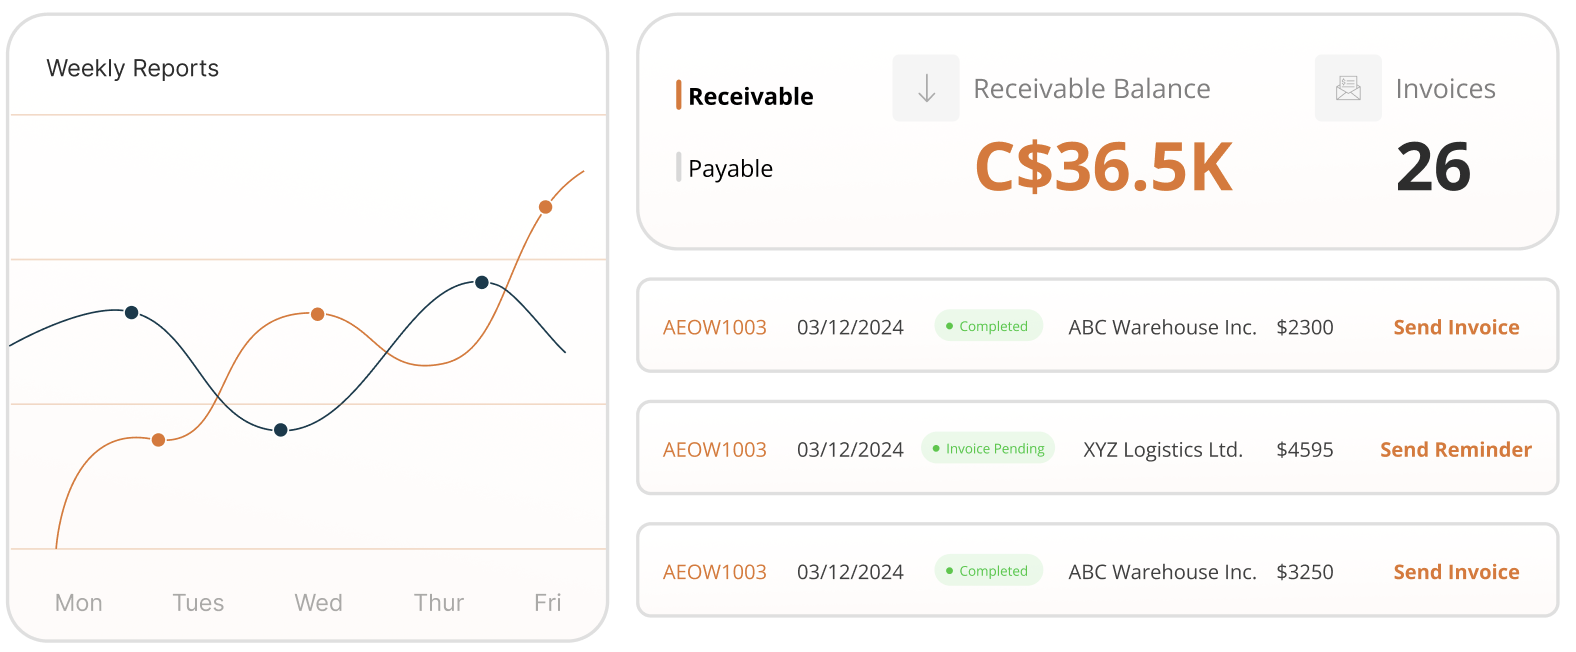 Weekly Reports
Mon Tues Wed Thur Fri
Receivable
Payable
Receivable Balance
C$36.5K
Invoices
26
AEOW1003 03/12/2024 Completed ABC Warehouse Inc. $2300 Send Invoice
AEOW1003 03/12/2024 Invoice Pending XYZ Logistics Ltd. $4595 Send Reminder
AEOW1003 03/12/2024 Completed ABC Warehouse Inc. $3250 Send Invoice